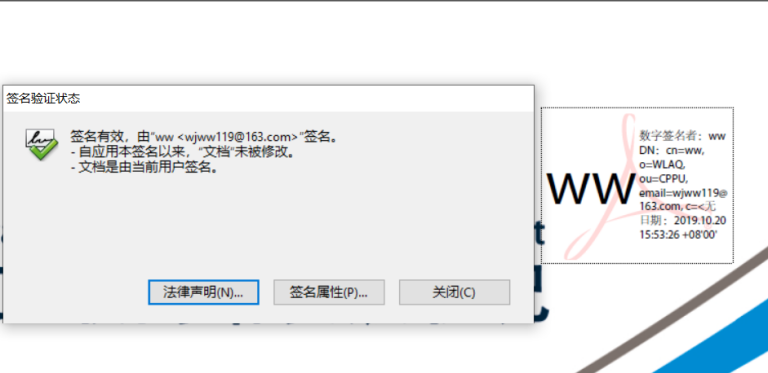 签名验证状态
签名有效，由"ww <wjww119@163.com>"签名。
- 自应用本签名以来，"文档"未被修改。
- 文档是由当前用户签名。
法律声明(N)...
签名属性(P)...
关闭(C)
ww
数字签名者：ww
DN：cn=ww,
o=WLAQ,
ou=CPPU,
email=wjww119@
163.com, c=<无
日期：2019.10.20
15:53:26 +08'00'